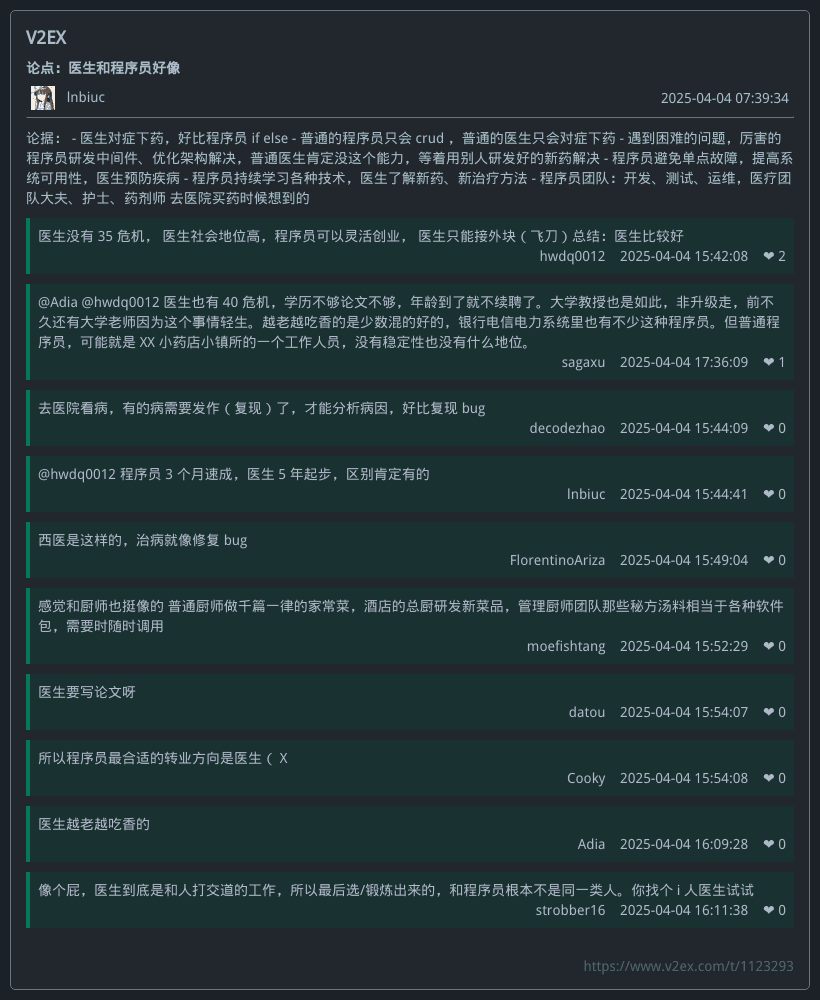 V2EX
论点：医生和程序员好像
lnbiuc 2025-04-04 07:39:34
论据： - 医生对症下药，好比程序员 if else - 普通的程序员只会 crud ，普通的医生只会对症下药 - 遇到困难的问题，厉害的
程序员研发中间件、优化架构解决，普通医生肯定没这个能力，等着用别人研发好的新药解决 - 程序员避免单点故障，提高系
统可用性，医生预防疾病 - 程序员持续学习各种技术，医生了解新药、新治疗方法 - 程序员团队：开发、测试、运维，医疗团
队大夫、护士、药剂师 去医院买药时候想到的
医生没有 35 危机， 医生社会地位高，程序员可以灵活创业， 医生只能接外块（飞刀）总结：医生比较好
hwdq0012 2025-04-04 15:42:08 ❤ 2
@Adia @hwdq0012 医生也有 40 危机，学历不够论文不够，年龄到了就不续聘了。大学教授也是如此，非升级走，前不
久还有大学老师因为这个事情轻生。越老越吃香的是少数混的好的，银行电信电力系统里也有不少这种程序员。但普通程
序员，可能就是 XX 小药店小镇所的一个工作人员，没有稳定性也没有什么地位。
sagaxu 2025-04-04 17:36:09 ❤ 1
去医院看病，有的病需要发作（复现）了，才能分析病因，好比复现 bug
decodezhao 2025-04-04 15:44:09 ❤ 0
@hwdq0012 程序员 3 个月速成，医生 5 年起步，区别肯定有的
lnbiuc 2025-04-04 15:44:41 ❤ 0
西医是这样的，治病就像修复 bug
FlorentinoAriza 2025-04-04 15:49:04 ❤ 0
感觉和厨师也挺像的 普通厨师做千篇一律的家常菜，酒店的总厨研发新菜品，管理厨师团队那些秘方汤料相当于各种软件
包，需要时随时调用
moefishtang 2025-04-04 15:52:29 ❤ 0
医生要写论文呀
datou 2025-04-04 15:54:07 ❤ 0
所以程序员最合适的转业方向是医生（ X
Cooky 2025-04-04 15:54:08 ❤ 0
医生越老越吃香的
Adia 2025-04-04 16:09:28 ❤ 0
像个屁，医生到底是和人打交道的工作，所以最后选/锻炼出来的，和程序员根本不是同一类人。你找个 i 人医生试试
strobber16 2025-04-04 16:11:38 ❤ 0
https://www.v2ex.com/t/1123293